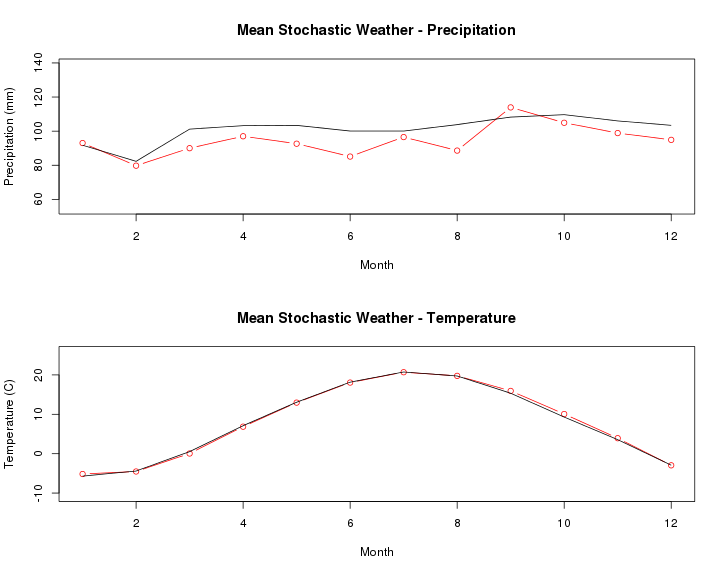 Mean Stochastic Weather - Precipitation
Precipitation (mm)
140
120
100
80
60
2 4 6 8 10 12
Month
Mean Stochastic Weather - Temperature
Temperature (C)
20
10
0
-10
2 4 6 8 10 12
Month